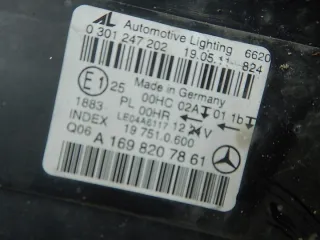 AL Automotive Lighting 6620
0 301 247 202 19.05.11 824
Made in Germany
E1 25 00HC 02A 01 1b
PL 00HR
1883 LE04A6117 12 V
INDEX 19 751.0.600
Q06 A 169 820 78 61